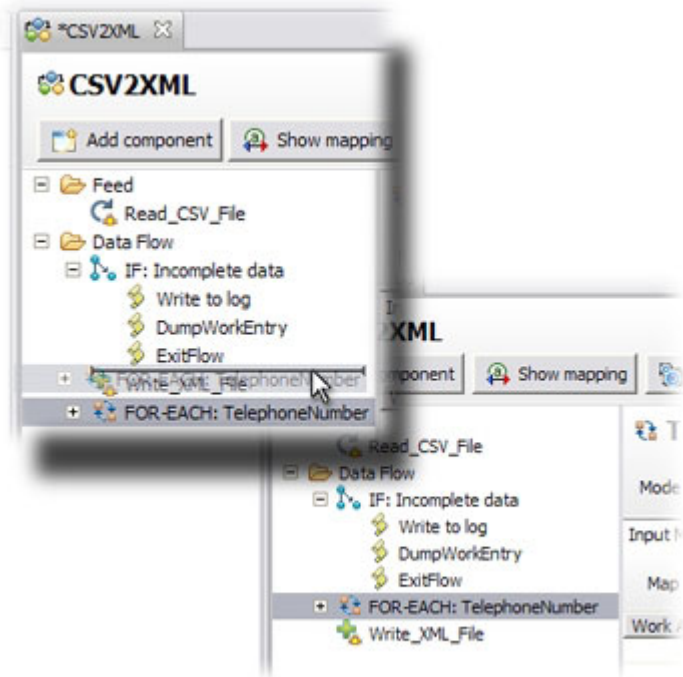 *CSV2XML
CSV2XML
Add component
Show mapping
Feed
Read_CSV_File
Data Flow
IF: Incomplete data
Write to log
DumpWorkEntry
ExitFlow
FOR-EACH: TelephoneNumber
Write_XML_File
FOR-EACH: TelephoneNumber
XML
ponent
Show mapping
Read_CSV_File
Data Flow
IF: Incomplete data
Write to log
DumpWorkEntry
ExitFlow
FOR-EACH: TelephoneNumber
Write_XML_File
T
Mode
Input
Map
Work